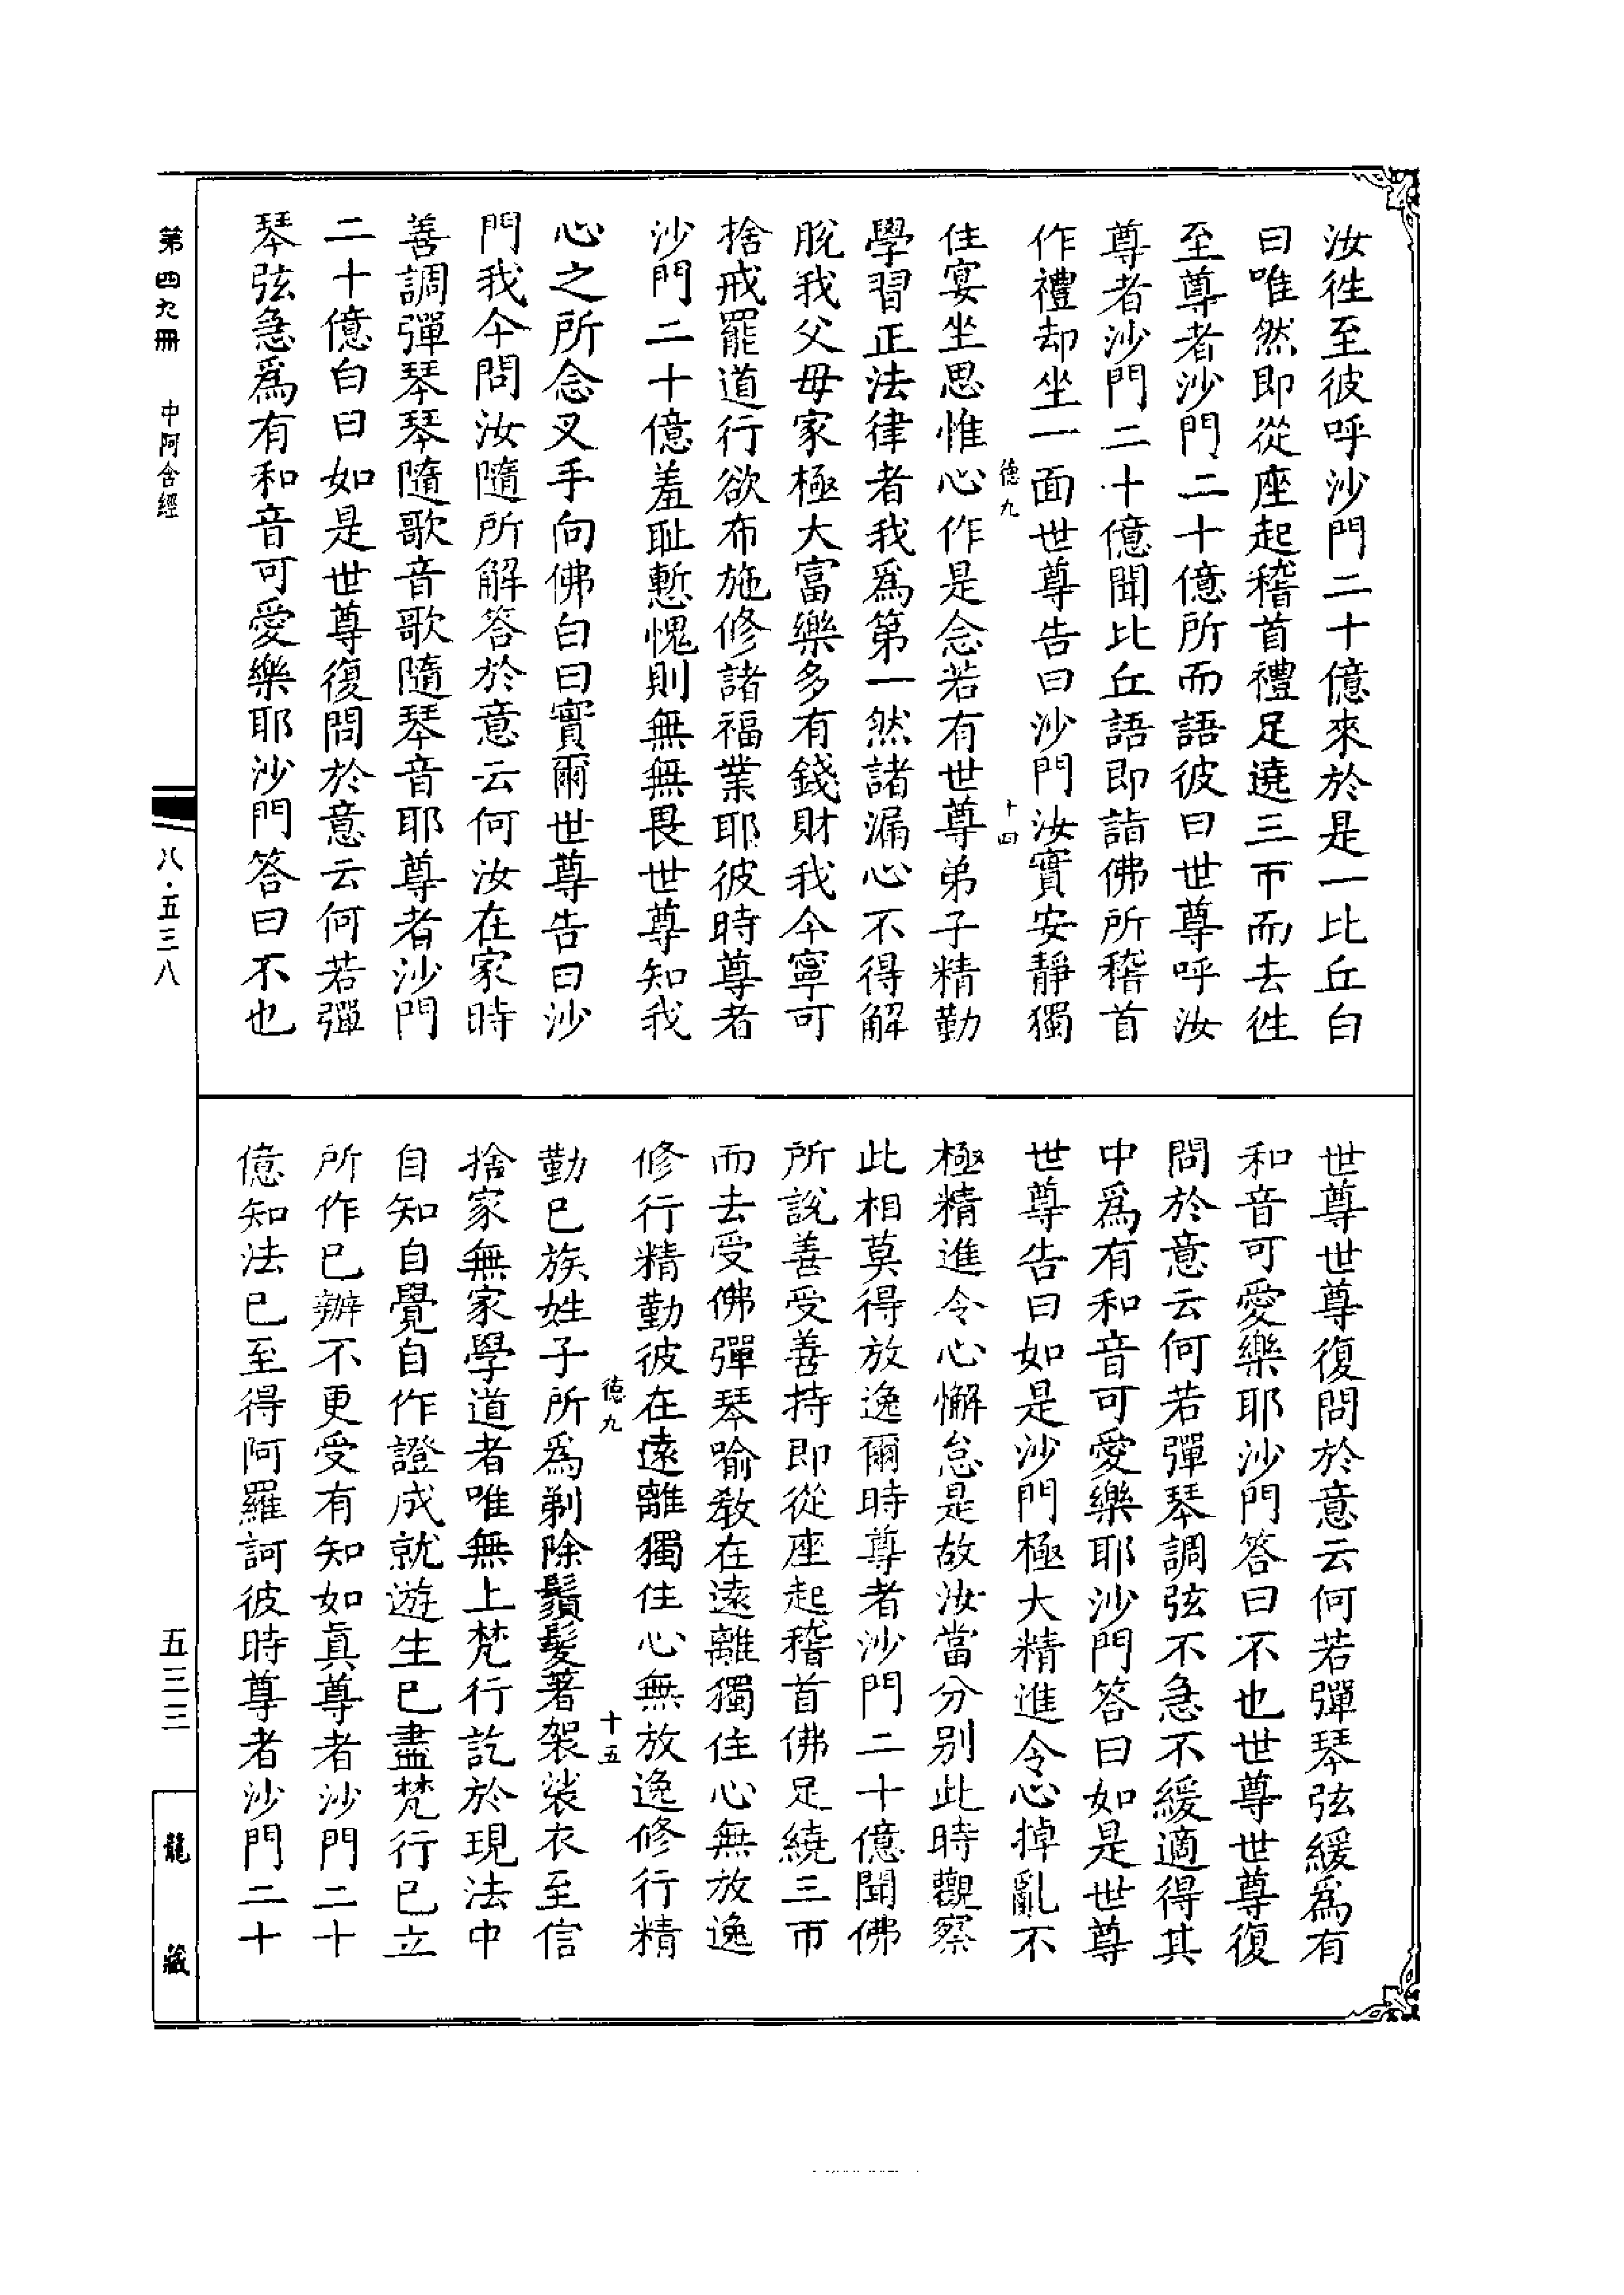 汝徃至彼呼沙門二十億來於是一比丘白
曰唯然即從座起稽首禮足遶三帀而去徃
至尊者沙門二十億所而語彼曰世尊呼汝
尊者沙門二十億聞比丘語即詣佛所稽首
作禮却坐一面世尊告曰沙門汝實安靜獨
德九
十四
住宴坐思惟心作是念若有世尊弟子精勤
學習正法律者我爲第一然諸漏心不得解
脫我父母家極大富樂多有錢財我今寧可
捨戒罷道行欲布施修諸福業耶彼時尊者
沙門二十億羞耻慙愧則無無畏世尊知我
心之所念叉手向佛白曰實爾世尊告曰沙
門我今問汝隨所解答於意云何汝在家時
善調彈琴琴隨歌音歌隨琴音耶尊者沙門
二十億白曰如是世尊復問於意云何若彈
琴弦急爲有和音可愛樂耶沙門答曰不也
世尊世尊復問於意云何若彈琴弦緩爲有
和音可愛樂耶沙門答曰不也世尊世尊復
問於意云何若彈琴調弦不急不緩適得其
中爲有和音可愛樂耶沙門答曰如是世尊
世尊告曰如是沙門極大精進令心掉亂不
極精進令心懈怠是故汝當分别此時觀察
此相莫得放逸爾時尊者沙門二十億聞佛
所說善受善持即從座起稽首佛足繞三帀
而去受佛彈琴喻教在遠離獨住心無放逸
修行精勤彼在遠離獨住心無放逸修行精
德九
十五
勤已族姓子所爲剃除鬚髮著袈裟衣至信
捨家無家學道者唯無上梵行訖於現法中
自知自覺自作證成就遊生已盡梵行已立
所作已辦不更受有知如眞尊者沙門二十
億知法已至得阿羅訶彼時尊者沙門二十
第四九冊
中阿含經
八·五三八
五三三
龍藏